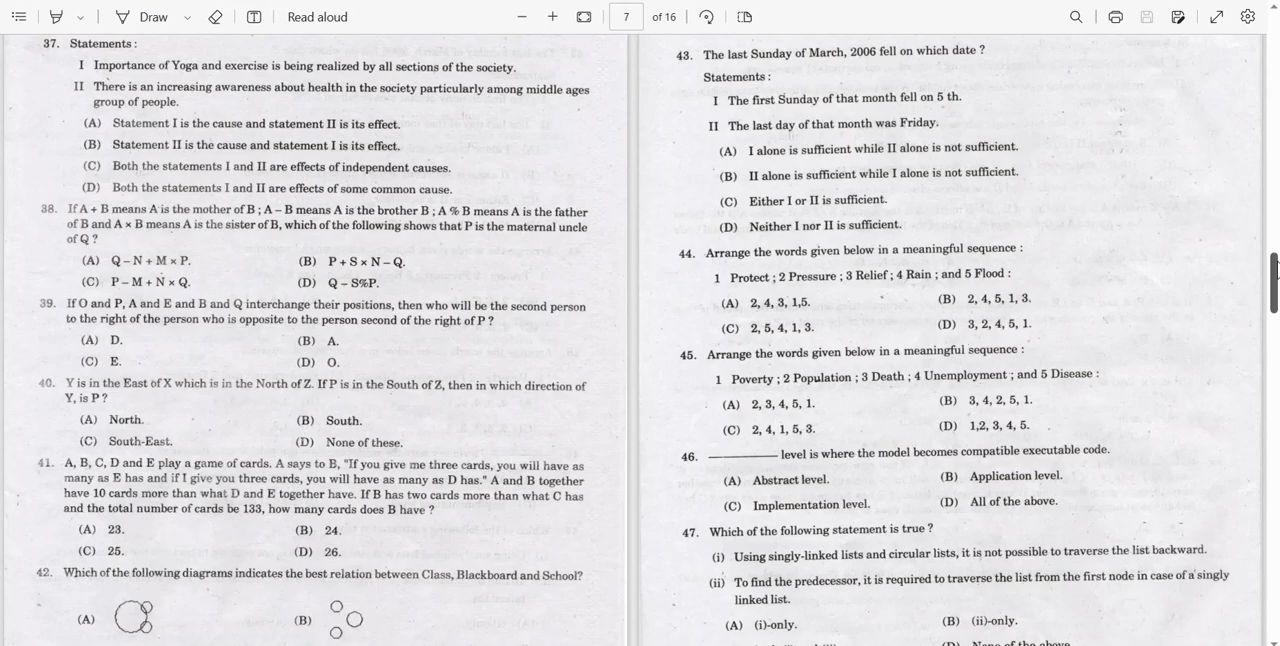 Draw
Read aloud
7 of 16
37. Statements :
I Importance of Yoga and exercise is being realized by all sections of the society.
II There is an increasing awareness about health in the society particularly among middle ages
group of people.
(A) Statement I is the cause and statement II is its effect.
(B) Statement II is the cause and statement I is its effect.
(C) Both the statements I and II are effects of independent causes.
(D) Both the statements I and II are effects of some common cause.
38. If A + B means A is the mother of B ; A – B means A is the brother B ; A % B means A is the father
of B and A × B means A is the sister of B, which of the following shows that P is the maternal uncle
of Q ?
(A) Q – N + M × P. (B) P + S × N – Q.
(C) P – M + N × Q. (D) Q – S%P.
39. If O and P, A and E and B and Q interchange their positions, then who will be the second person
to the right of the person who is opposite to the person second of the right of P ?
(A) D. (B) A.
(C) E. (D) O.
40. Y is in the East of X which is in the North of Z. If P is in the South of Z, then in which direction of
Y, is P ?
(A) North. (B) South.
(C) South-East. (D) None of these.
41. A, B, C, D and E play a game of cards. A says to B, "If you give me three cards, you will have as
many as E has and if I give you three cards, you will have as many as D has." A and B together
have 10 cards more than what D and E together have. If B has two cards more than what C has
and the total number of cards be 133, how many cards does B have ?
(A) 23. (B) 24.
(C) 25. (D) 26.
42. Which of the following diagrams indicates the best relation between Class, Blackboard and School?
(A) (B)
43. The last Sunday of March, 2006 fell on which date ?
Statements :
I The first Sunday of that month fell on 5 th.
II The last day of that month was Friday.
(A) I alone is sufficient while II alone is not sufficient.
(B) II alone is sufficient while I alone is not sufficient.
(C) Either I or II is sufficient.
(D) Neither I nor II is sufficient.
44. Arrange the words given below in a meaningful sequence :
1 Protect ; 2 Pressure ; 3 Relief ; 4 Rain ; and 5 Flood :
(A) 2, 4, 3, 1,5. (B) 2, 4, 5, 1, 3.
(C) 2, 5, 4, 1, 3. (D) 3, 2, 4, 5, 1.
45. Arrange the words given below in a meaningful sequence :
1 Poverty ; 2 Population ; 3 Death ; 4 Unemployment ; and 5 Disease :
(A) 2, 3, 4, 5, 1. (B) 3, 4, 2, 5, 1.
(C) 2, 4, 1, 5, 3. (D) 1,2, 3, 4, 5.
46. ________ level is where the model becomes compatible executable code.
(A) Abstract level. (B) Application level.
(C) Implementation level. (D) All of the above.
47. Which of the following statement is true ?
(i) Using singly-linked lists and circular lists, it is not possible to traverse the list backward.
(ii) To find the predecessor, it is required to traverse the list from the first node in case of a singly
linked list.
(A) (i)-only. (B) (ii)-only.